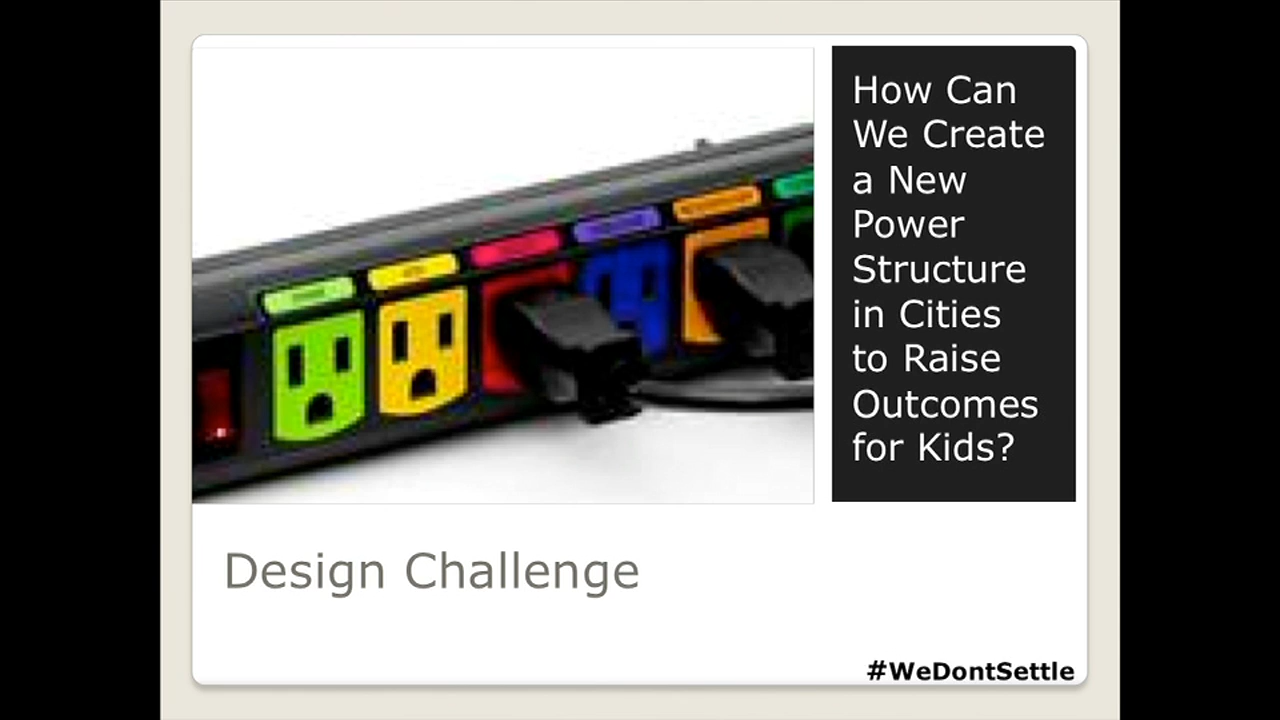 How Can
We Create
a New
Power
Structure
in Cities
to Raise
Outcomes
for Kids?
Design Challenge
#WeDontSettle